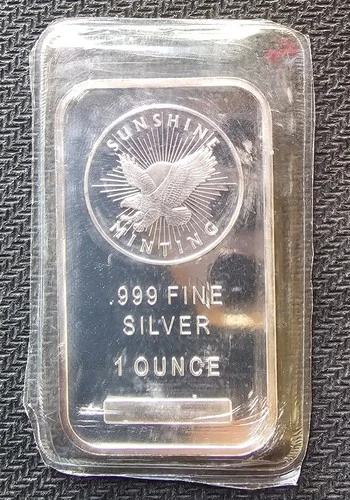 SUNSHINE
MINTING
.999 FINE
SILVER
1 OUNCE